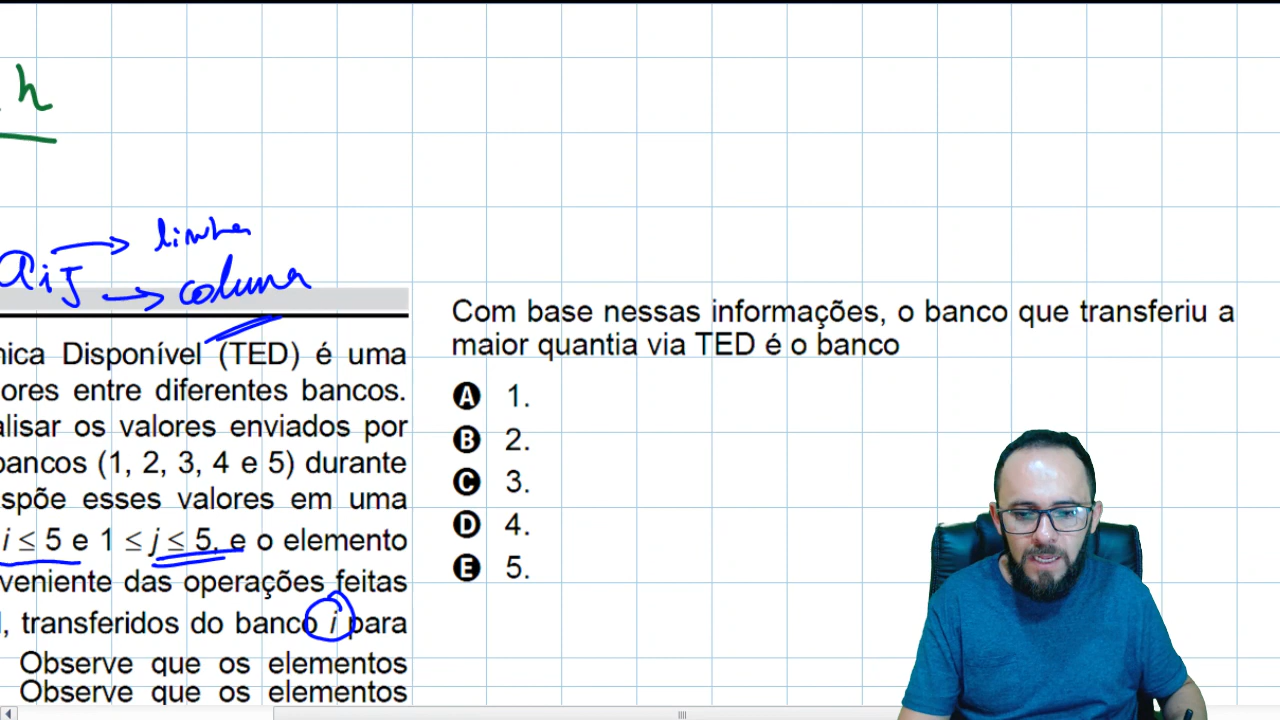 h
aij → linha
→ coluna
nica Disponível (TED) é uma
ores entre diferentes bancos.
alisar os valores enviados por
bancos (1, 2, 3, 4 e 5) durante
spõe esses valores em uma
i ≤ 5 e 1 ≤ j ≤ 5, e o elemento
veniente das operações feitas
, transferidos do banco i para
Observe que os elementos
Observe que os elementos
Com base nessas informações, o banco que transferiu a
maior quantia via TED é o banco
A 1.
B 2.
C 3.
D 4.
E 5.